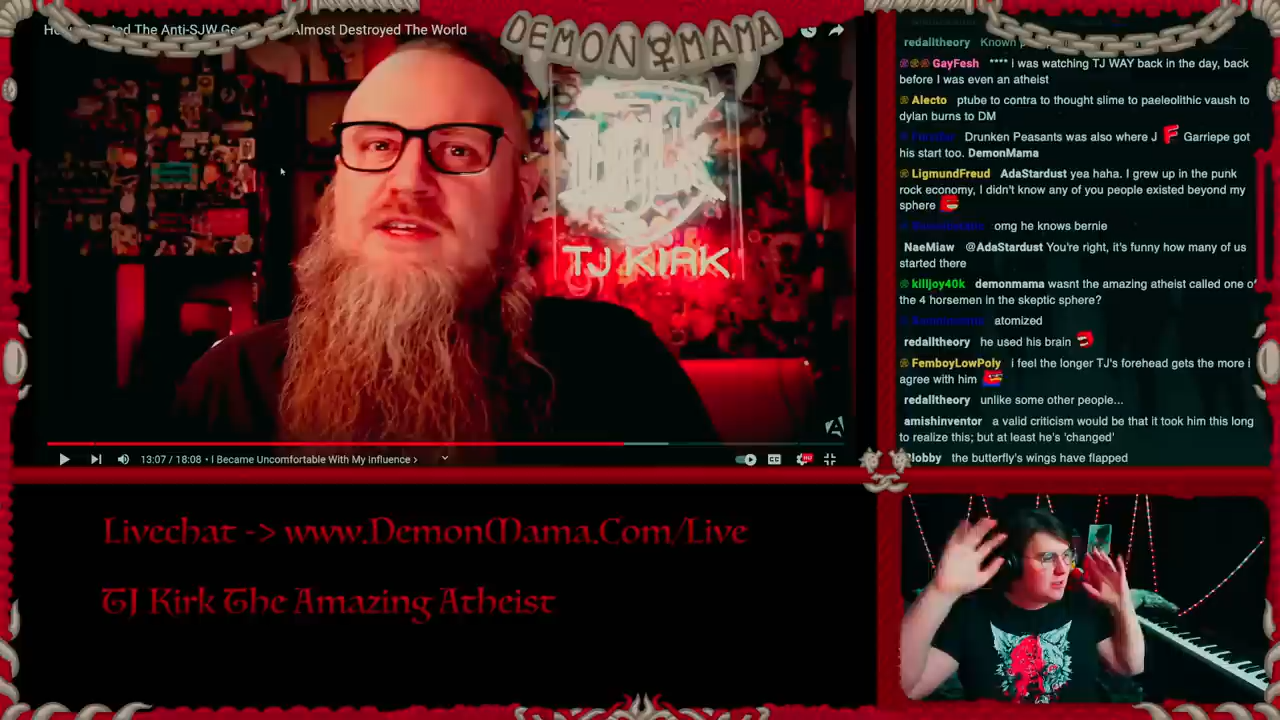 The Anti-SJW
Almost Destroyed The World
DEMON MAMA
TJ KIRK
13:07 / 18:08 • I Became Uncomfortable With My Influence ›
redalltheory Known
GayFesh **** i was watching TJ WAY back in the day, back
before I was even an atheist
Alecto ptube to contra to thought slime to paeleolithic vaush to
dylan burns to DM
Drunken Peasants was also where J F Garriepe got
his start too. DemonMama
LigmundFreud AdaStardust yea haha. I grew up in the punk
rock economy, I didn't know any of you people existed beyond my
sphere
omg he knows bernie
NaeMiaw @AdaStardust You're right, it's funny how many of us
started there
killjoy40k demonmama wasnt the amazing atheist called one of
the 4 horsemen in the skeptic sphere?
atomized
redalltheory he used his brain
FemboyLowPoly i feel the longer TJ's forehead gets the more i
agree with him
redalltheory unlike some other people...
amishinventor a valid criticism would be that it took him this long
to realize this; but at least he's 'changed'
the butterfly's wings have flapped
Livechat -> www.DemonMama.Com/Live
TJ Kirk The Amazing Atheist